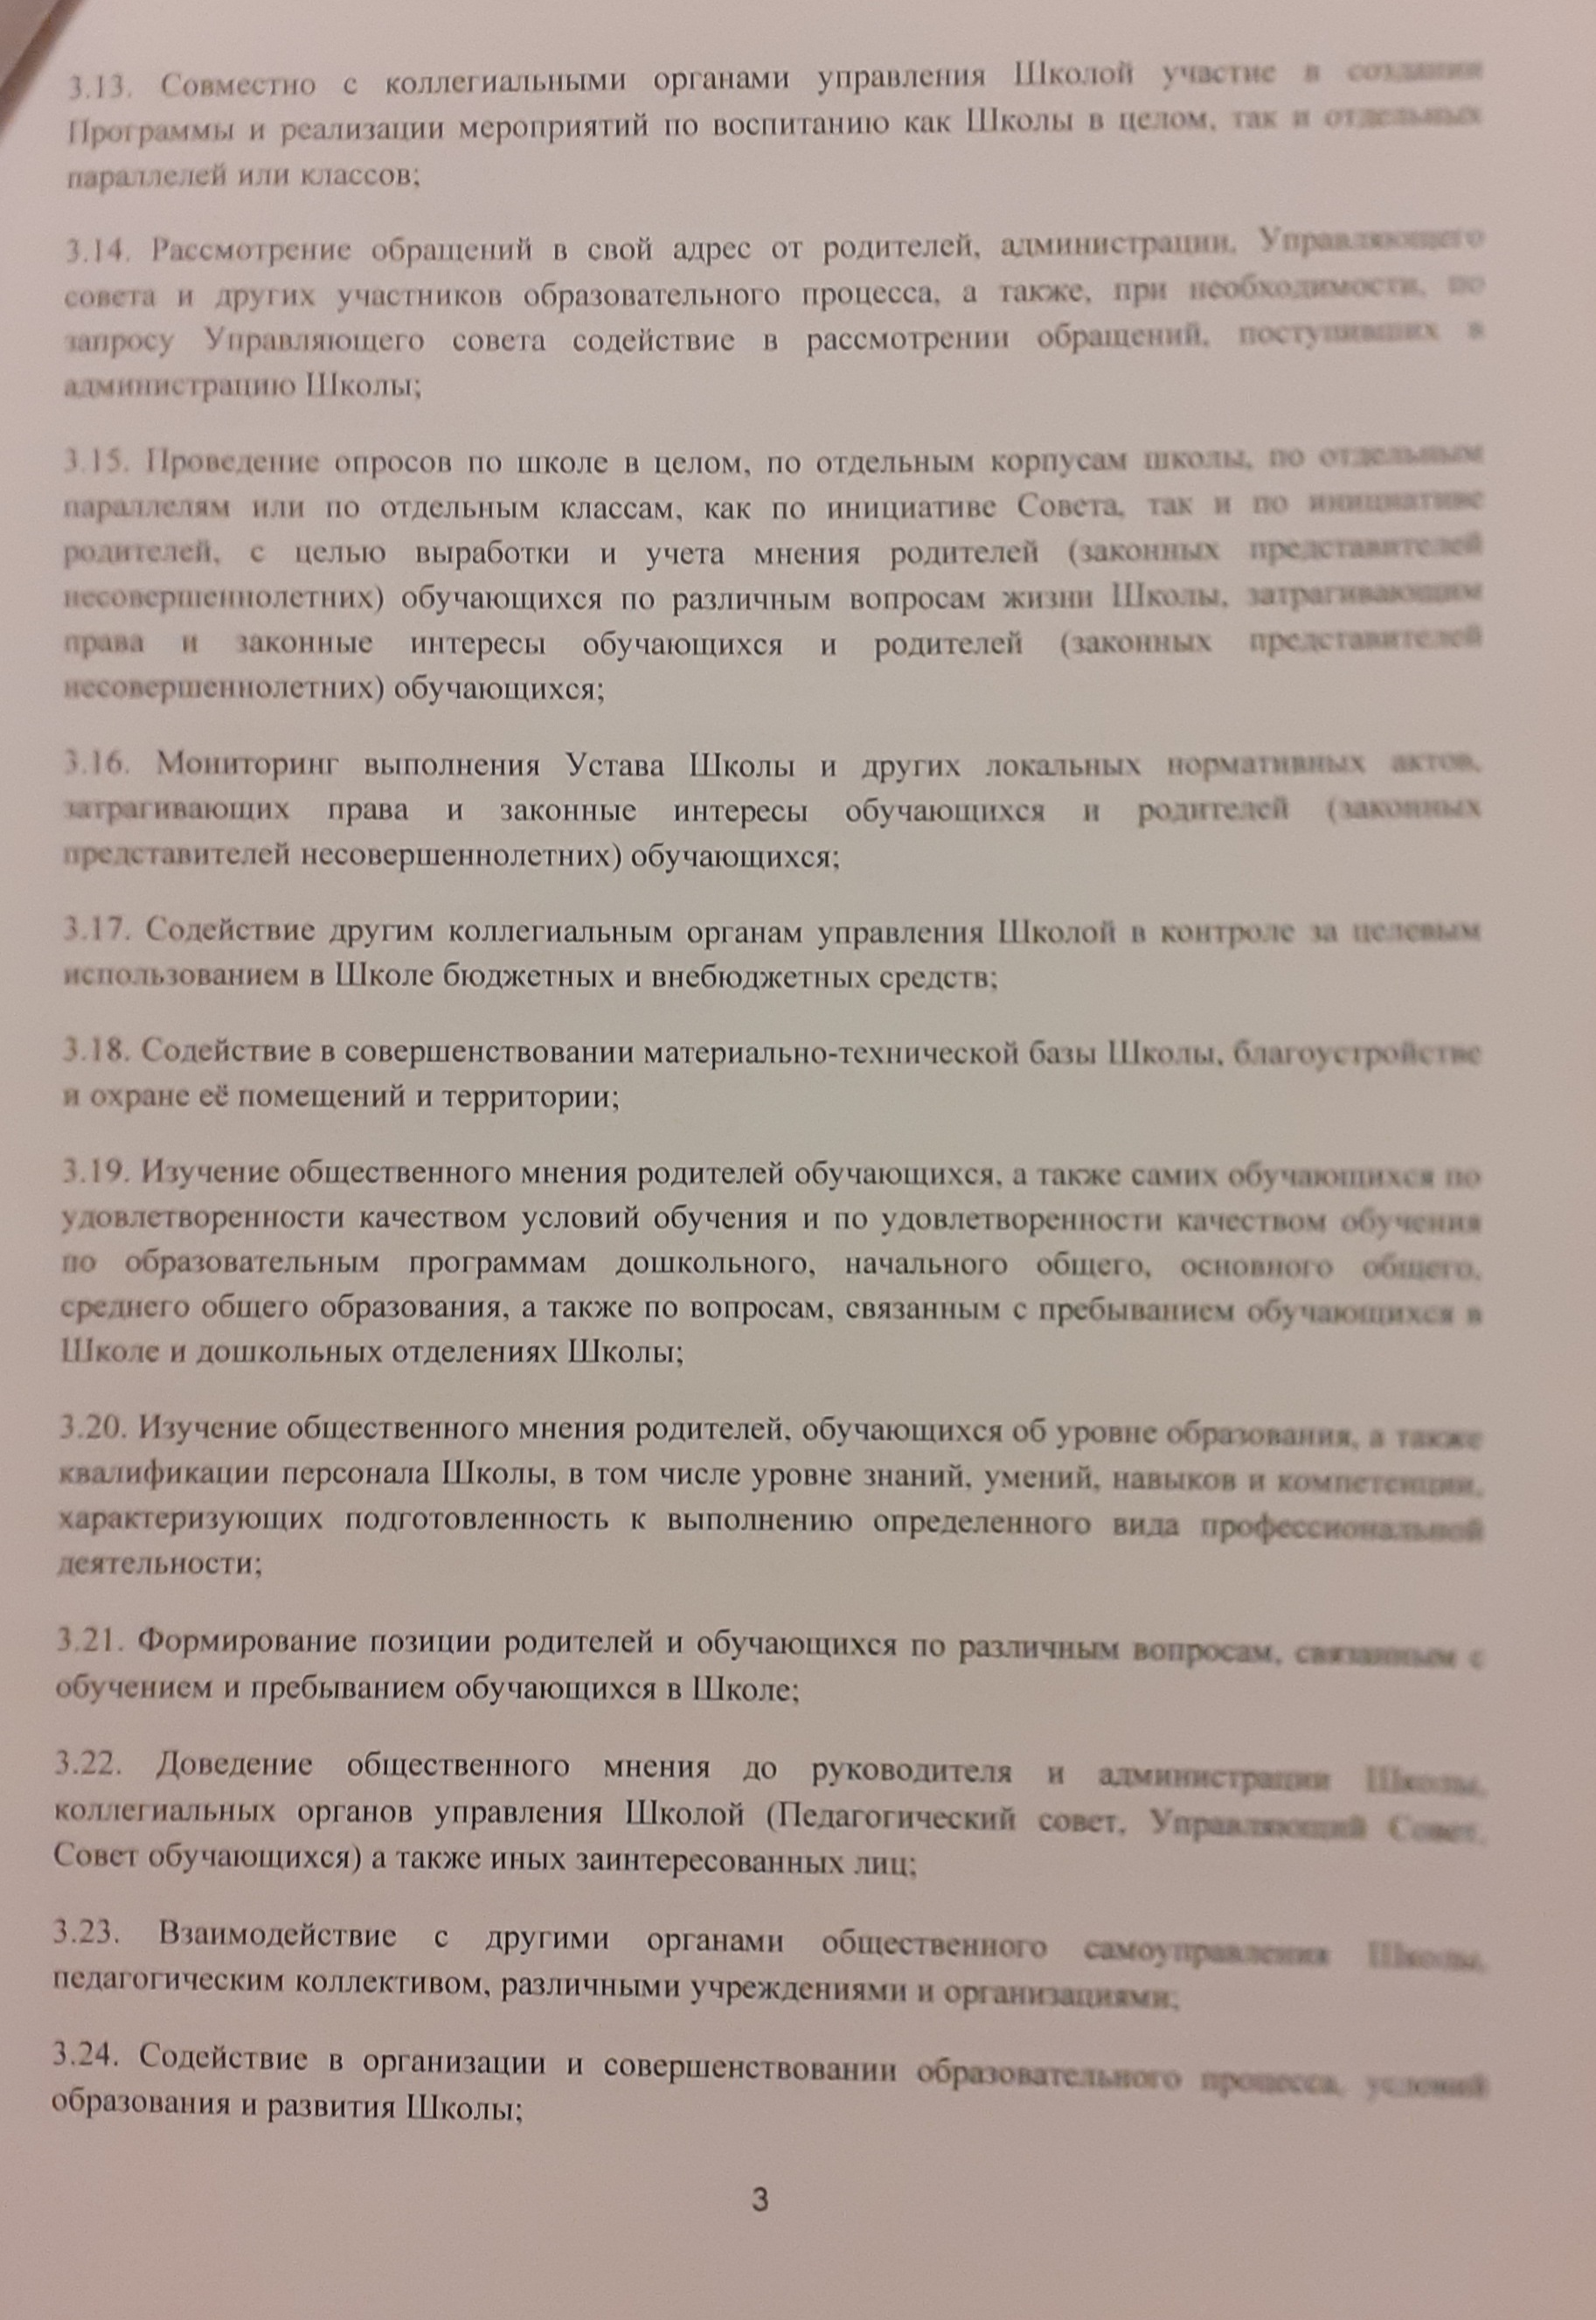 3.13. Совместно с коллегиальными органами управления Школой участие в создании
Программы и реализации мероприятий по воспитанию как Школы в целом, так и отдельных
параллелей или классов;
3.14. Рассмотрение обращений в свой адрес от родителей, администрации, Управляющего
совета и других участников образовательного процесса, а также, при необходимости, по
запросу Управляющего совета содействие в рассмотрении обращений, поступивших в
администрацию Школы;
3.15. Проведение опросов по школе в целом, по отдельным корпусам школы, по отдельным
параллелям или по отдельным классам, как по инициативе Совета, так и по инициативе
родителей, с целью выработки и учета мнения родителей (законных представителей
несовершеннолетних) обучающихся по различным вопросам жизни Школы, затрагивающим
права и законные интересы обучающихся и родителей (законных представителей
несовершеннолетних) обучающихся;
3.16. Мониторинг выполнения Устава Школы и других локальных нормативных актов,
затрагивающих права и законные интересы обучающихся и родителей (законных
представителей несовершеннолетних) обучающихся;
3.17. Содействие другим коллегиальным органам управления Школой в контроле за целевым
использованием в Школе бюджетных и внебюджетных средств;
3.18. Содействие в совершенствовании материально-технической базы Школы, благоустройстве
и охране её помещений и территории;
3.19. Изучение общественного мнения родителей обучающихся, а также самих обучающихся по
удовлетворенности качеством условий обучения и по удовлетворенности качеством обучения
по образовательным программам дошкольного, начального общего, основного общего,
среднего общего образования, а также по вопросам, связанным с пребыванием обучающихся в
Школе и дошкольных отделениях Школы;
3.20. Изучение общественного мнения родителей, обучающихся об уровне образования, а также
квалификации персонала Школы, в том числе уровне знаний, умений, навыков и компетенции,
характеризующих подготовленность к выполнению определенного вида профессиональной
деятельности;
3.21. Формирование позиции родителей и обучающихся по различным вопросам, связанным с
обучением и пребыванием обучающихся в Школе;
3.22. Доведение общественного мнения до руководителя и администрации Школы,
коллегиальных органов управления Школой (Педагогический совет, Управляющий Совет,
Совет обучающихся) а также иных заинтересованных лиц;
3.23. Взаимодействие с другими органами общественного самоуправления Школы,
педагогическим коллективом, различными учреждениями и организациями;
3.24. Содействие в организации и совершенствовании образовательного процесса, условий
образования и развития Школы;
3